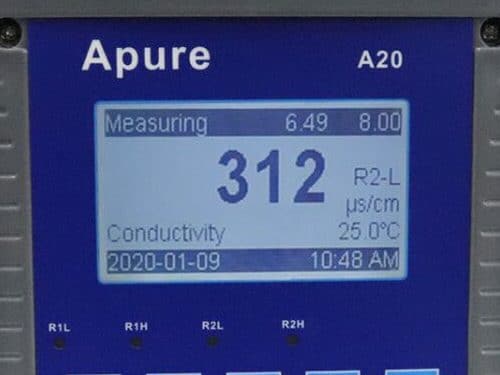 Apure A20
Measuring 6.49 8.00
312 R2-L
µs/cm
Conductivity 25.0°C
2020-01-09 10:48 AM
R1L R1H R2L R2H